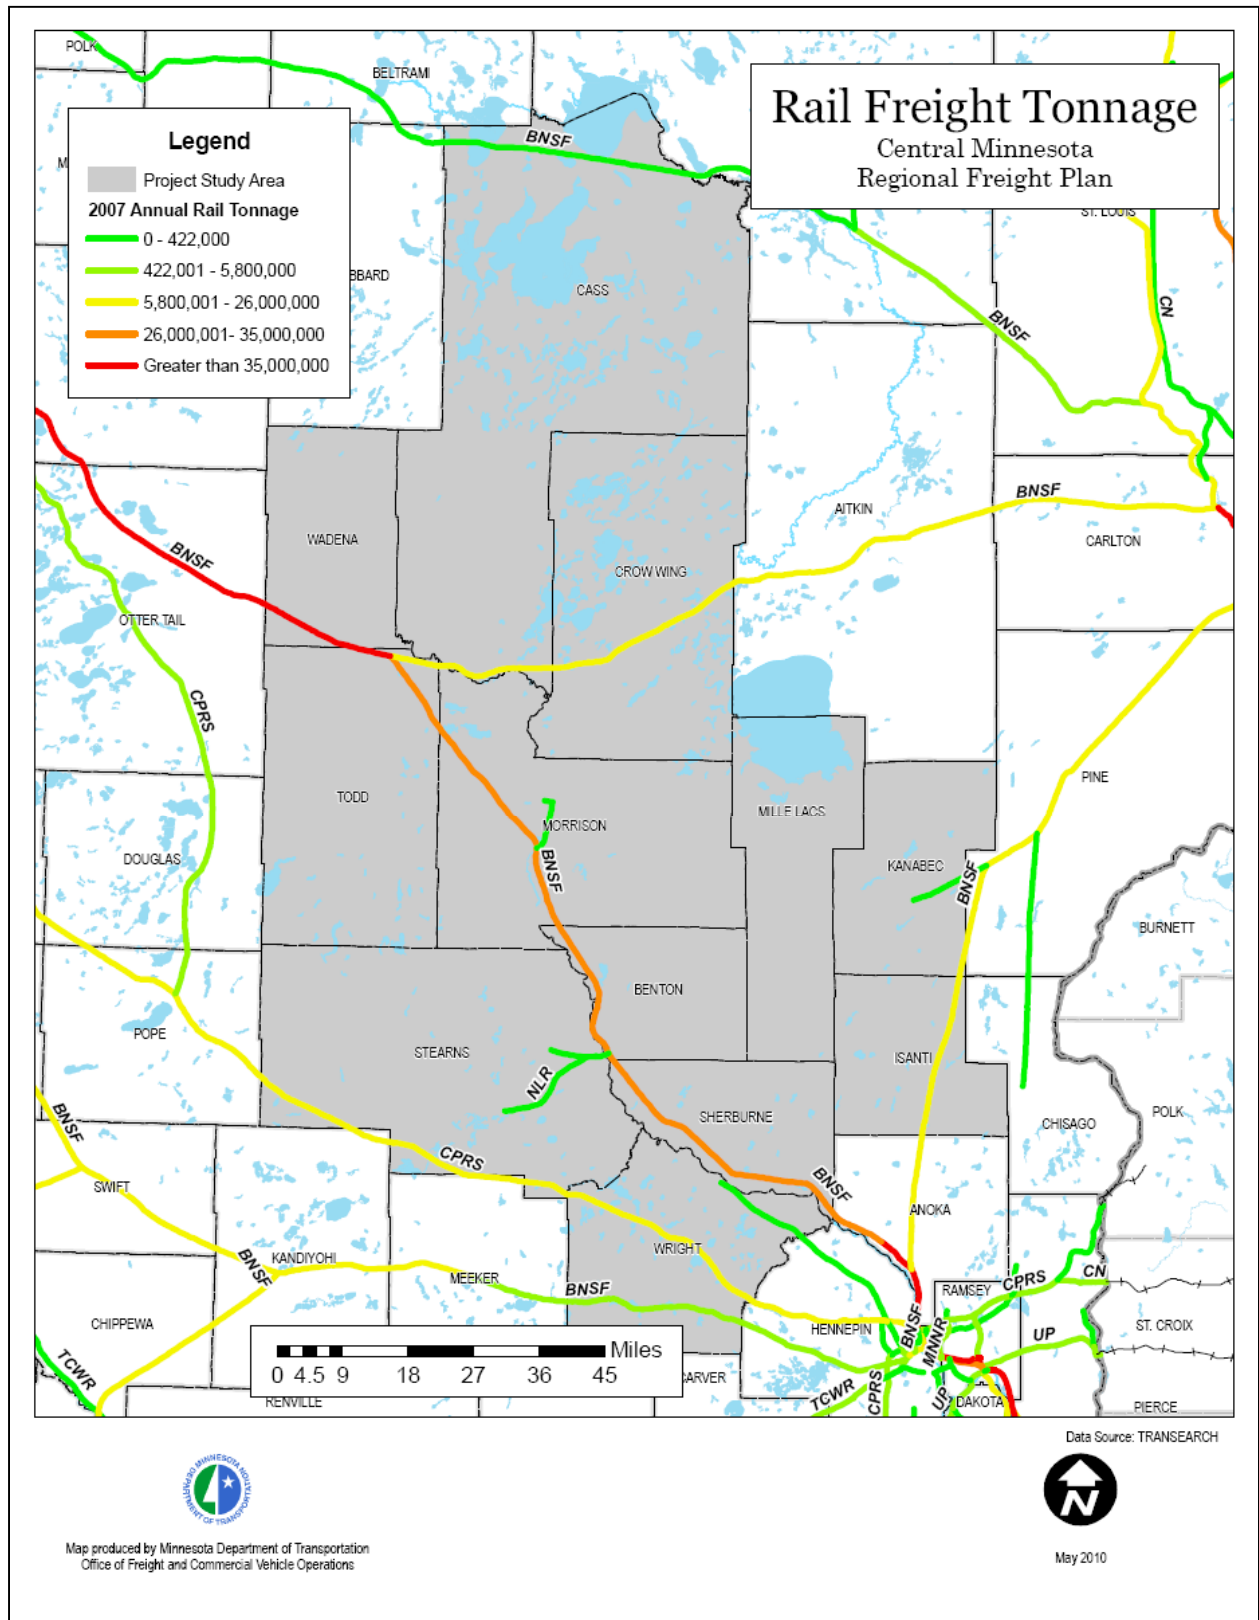 Rail Freight Tonnage
Central Minnesota
Regional Freight Plan
Legend
Project Study Area
2007 Annual Rail Tonnage
0 - 422,000
422,001 - 5,800,000
5,800,001 - 26,000,000
26,000,001- 35,000,000
Greater than 35,000,000
POLK
BELTRAMI
BNSF
M
ST. LOUIS
BBARD
CASS
CN
BNSF
BNSF
AITKIN
CARLTON
WADENA
BNSF
CROW WING
OTTER TAIL
CPRS
TODD
PINE
MORRISON
MILLE LACS
DOUGLAS
KANABEC
BNSF
BNSF
BURNETT
BENTON
POPE
STEARNS
ISANTI
NLR
SHERBURNE
CHISAGO
POLK
BNSF
CPRS
BNSF
SWIFT
ANOKA
WRIGHT
KANDIYOHI
BNSF
MEEKER
BNSF
RAMSEY
CPRS
CN
CHIPPEWA
HENNEPIN
BNSF
MNNR
UP
ST. CROIX
TCWR
Miles
0 4.5 9 18 27 36 45
CARVER
TCWR
CPRS
UP
DAKOTA
RENVILLE
PIERCE
Data Source: TRANSEARCH
MINNESOTA DEPARTMENT OF TRANSPORTATION
N
Map produced by Minnesota Department of Transportation
Office of Freight and Commercial Vehicle Operations
May 2010